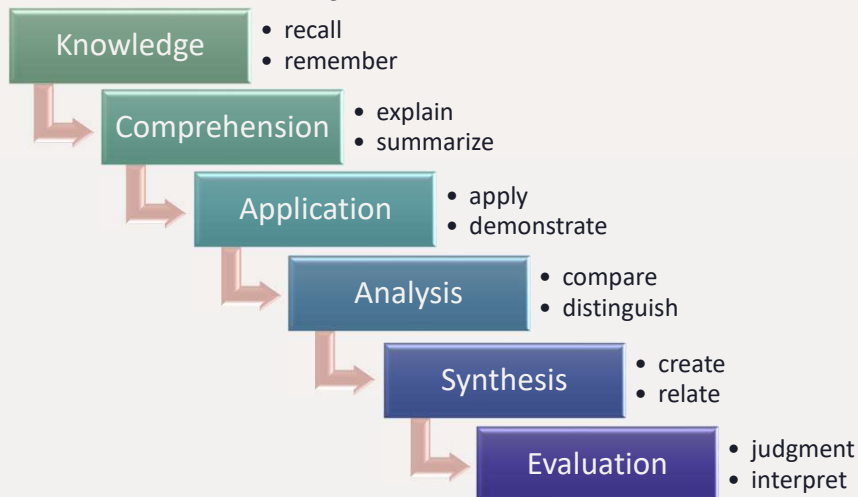 Knowledge
• recall
• remember
Comprehension
• explain
• summarize
Application
• apply
• demonstrate
Analysis
• compare
• distinguish
Synthesis
• create
• relate
Evaluation
• judgment
• interpret